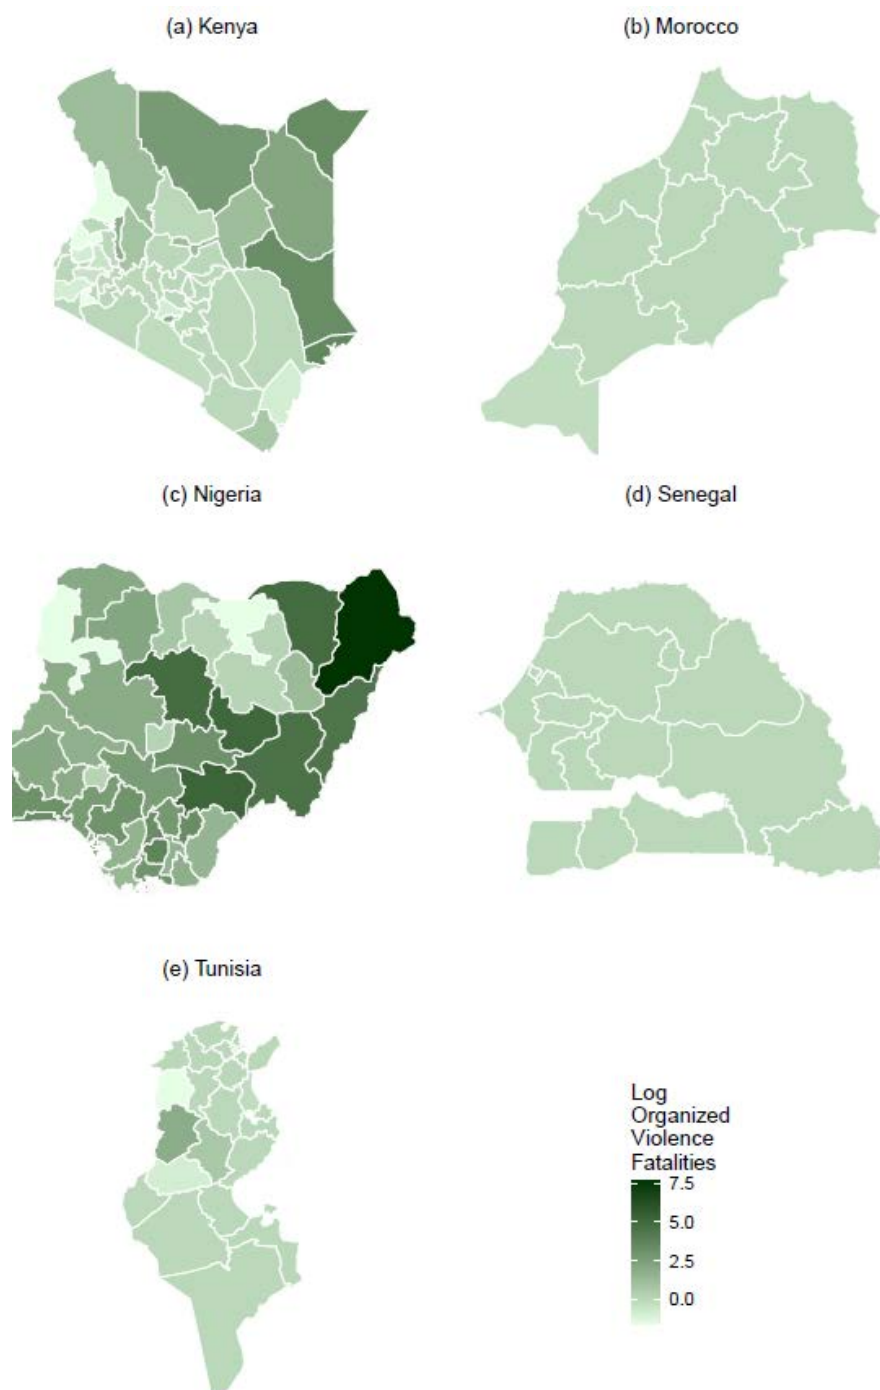 (a) Kenya
(b) Morocco
(c) Nigeria
(d) Senegal
(e) Tunisia
Log
Organized
Violence
Fatalities
7.5
5.0
2.5
0.0